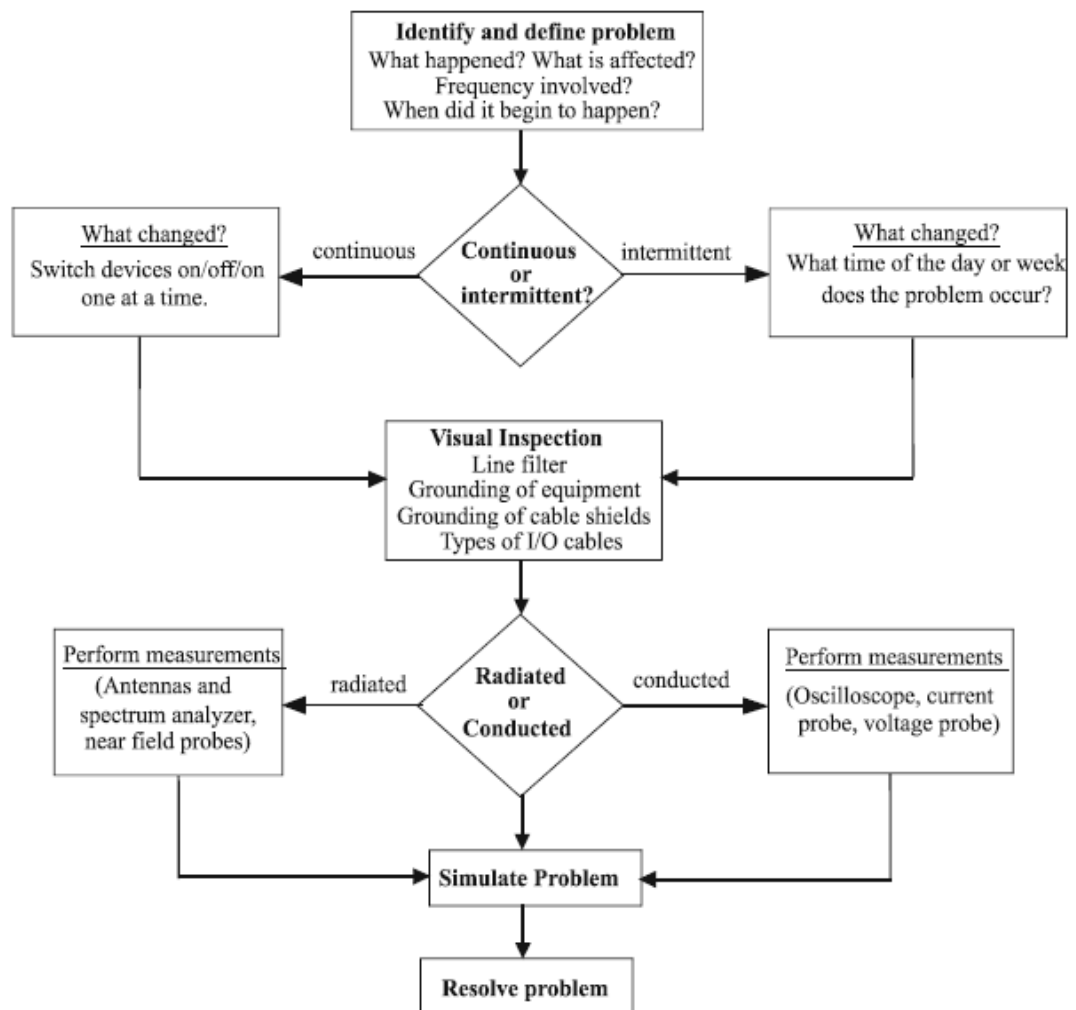 Identify and define problem
What happened? What is affected?
Frequency involved?
When did it begin to happen?
What changed?
Switch devices on/off/on
one at a time.
continuous
Continuous
or
intermittent?
intermittent
What changed?
What time of the day or week
does the problem occur?
Visual Inspection
Line filter
Grounding of equipment
Grounding of cable shields
Types of I/O cables
Perform measurements
(Antennas and
spectrum analyzer,
near field probes)
radiated
Radiated
or
Conducted
conducted
Perform measurements
(Oscilloscope, current
probe, voltage probe)
Simulate Problem
Resolve problem